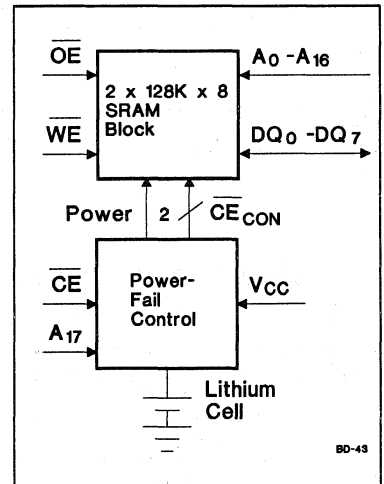 OE
A0 -A16
2 x 128K x 8
SRAM
Block
WE
DQ0 -DQ7
Power
2
CECON
CE
Power-
Fail
Control
VCC
A17
Lithium
Cell
BD-43